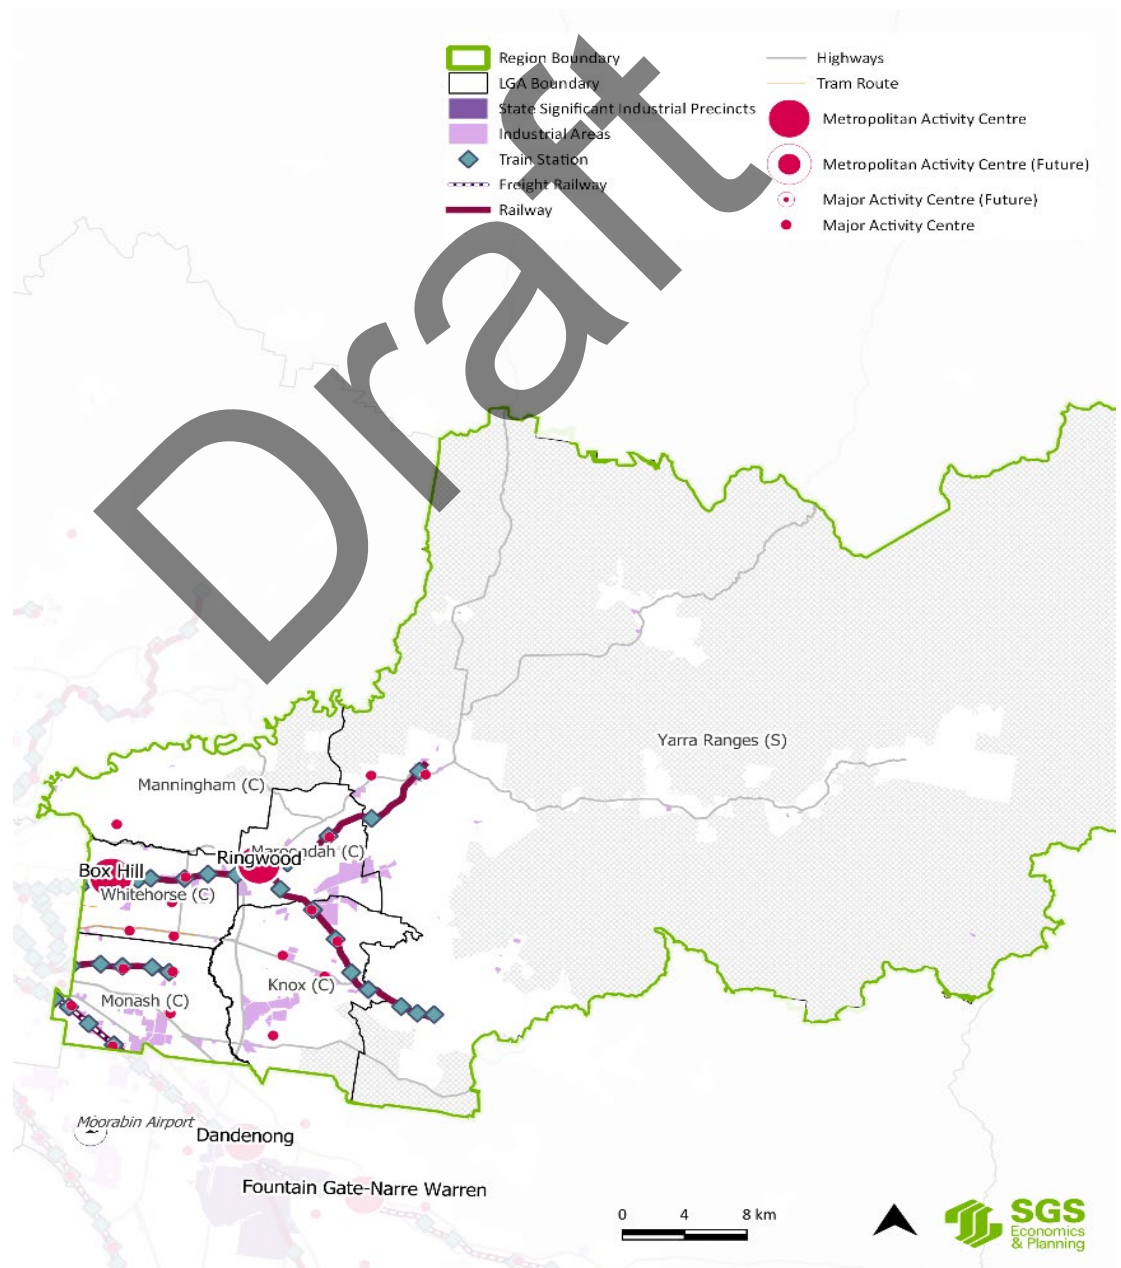 Region Boundary
LGA Boundary
State Significant Industrial Precincts
Industrial Areas
Train Station
Freight Railway
Railway
Highways
Tram Route
Metropolitan Activity Centre
Metropolitan Activity Centre (Future)
Major Activity Centre (Future)
Major Activity Centre
Draft
Yarra Ranges (S)
Manningham (C)
Maroondah (C)
Ringwood
Box Hill
Whitehorse (C)
Knox (C)
Monash (C)
Moorabin Airport
Dandenong
Fountain Gate-Narre Warren
0 4 8 km
SGS
Economics
& Planning